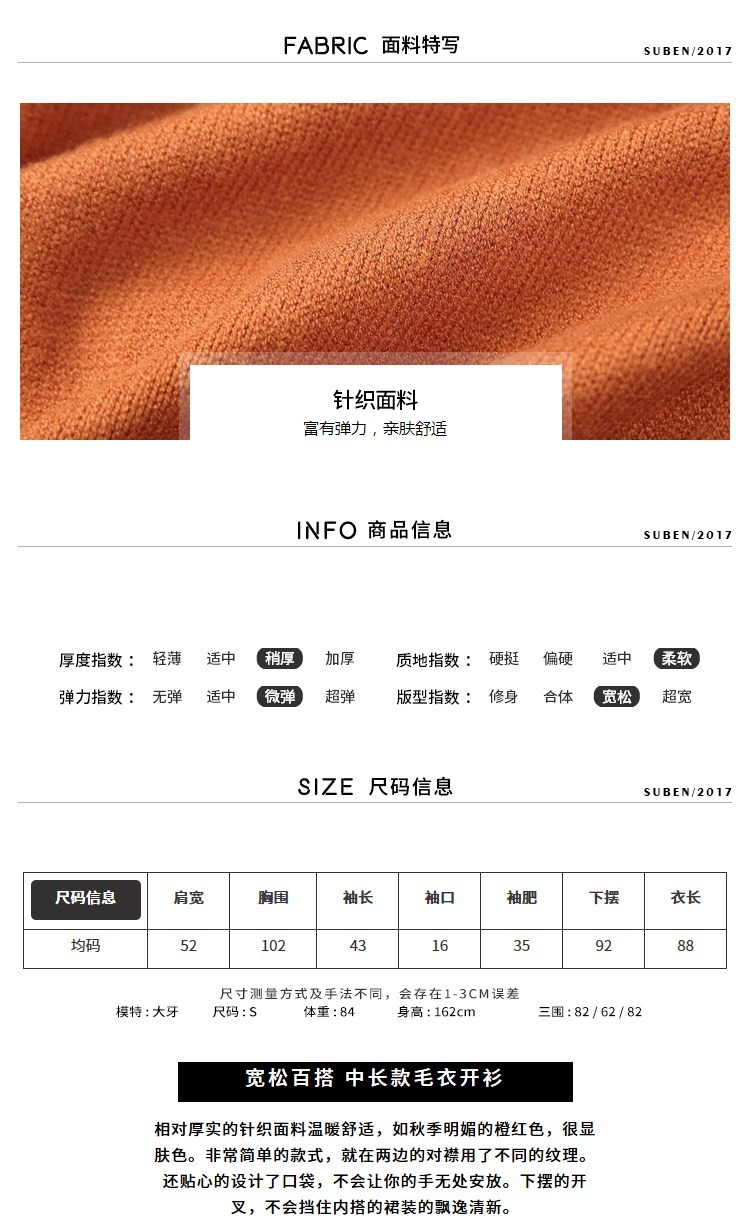 FABRIC 面料特写
SUBEN/2017
针织面料
富有弹力，亲肤舒适
INFO 商品信息
SUBEN/2017
厚度指数： 轻薄 适中 稍厚 加厚 质地指数： 硬挺 偏硬 适中 柔软
弹力指数： 无弹 适中 微弹 超弹 版型指数： 修身 合体 宽松 超宽
SIZE 尺码信息
SUBEN/2017
尺码信息 肩宽 胸围 袖长 袖口 袖肥 下摆 衣长
均码 52 102 43 16 35 92 88
尺寸测量方式及手法不同，会存在1-3CM误差
模特：大牙 尺码：S 体重：84 身高：162cm 三围：82 / 62 / 82
宽松百搭 中长款毛衣开衫
相对厚实的针织面料温暖舒适，如秋季明媚的橙红色，很显
肤色。非常简单的款式，就在两边的对襟用了不同的纹理。
还贴心的设计了口袋，不会让你的手无处安放。下摆的开
叉，不会挡住内搭的裙装的飘逸清新。